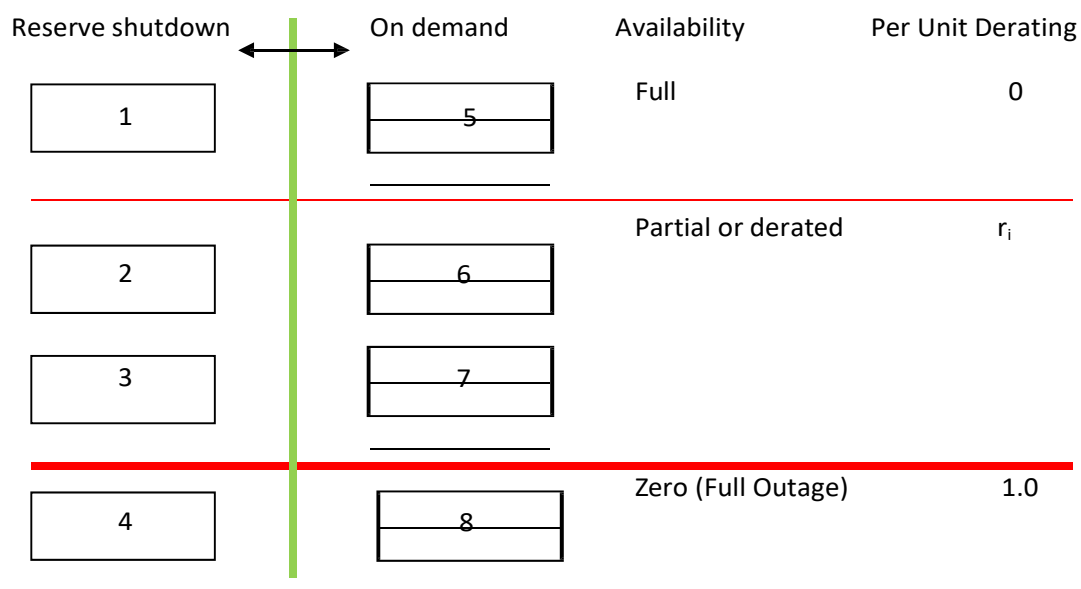 Reserve shutdown On demand Availability Per Unit Derating
1 5 Full 0
Partial or derated rᵢ
2 6
3 7
Zero (Full Outage) 1.0
4 8